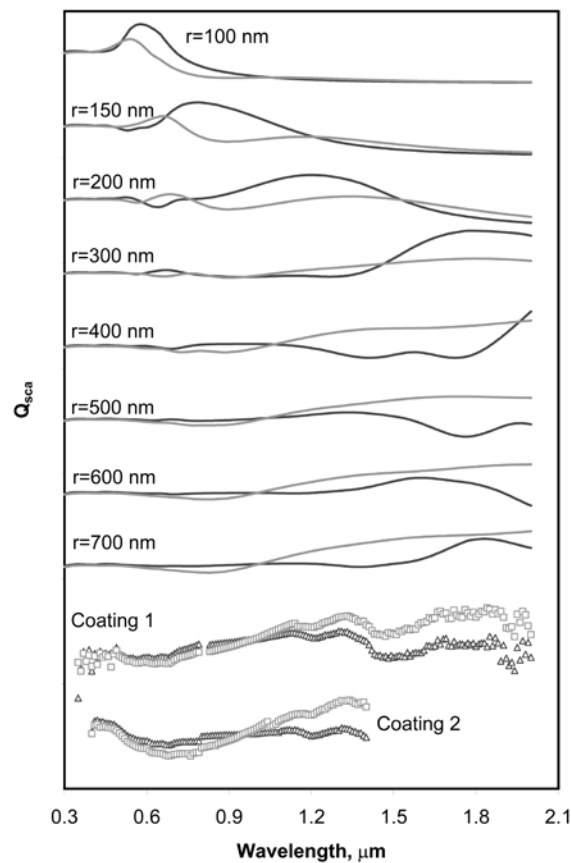 r=100 nm
r=150 nm
r=200 nm
r=300 nm
r=400 nm
Qsca
r=500 nm
r=600 nm
r=700 nm
Coating 1
Coating 2
0.3 0.6 0.9 1.2 1.5 1.8 2.1
Wavelength, μm